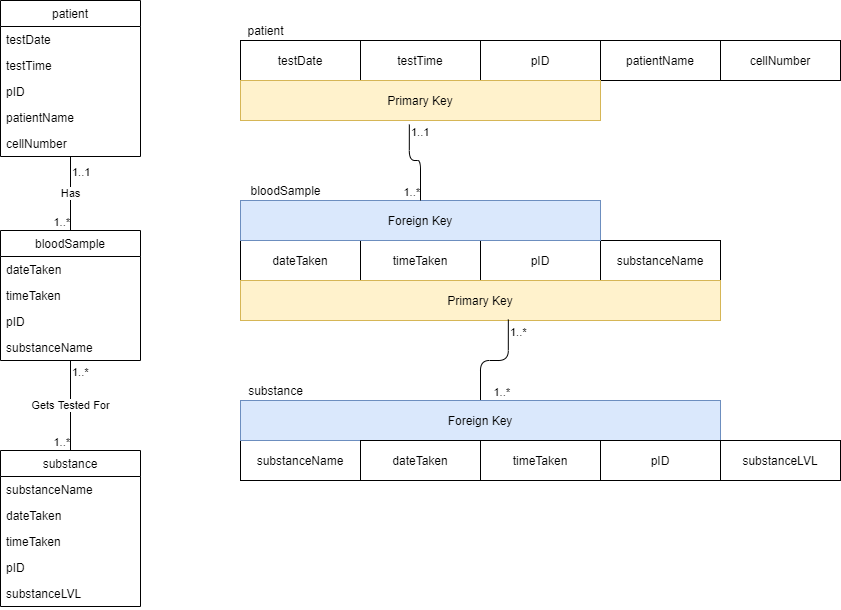 patient
testDate
testTime
pID
patientName
cellNumber
1..1
Has
1..*
bloodSample
dateTaken
timeTaken
pID
substanceName
1..*
Gets Tested For
1..*
substance
substanceName
dateTaken
timeTaken
pID
substanceLVL
patient
testDate testTime pID patientName cellNumber
Primary Key
1..1
1..*
bloodSample
Foreign Key
dateTaken timeTaken pID substanceName
Primary Key
1..*
1..*
substance
Foreign Key
substanceName dateTaken timeTaken pID substanceLVL